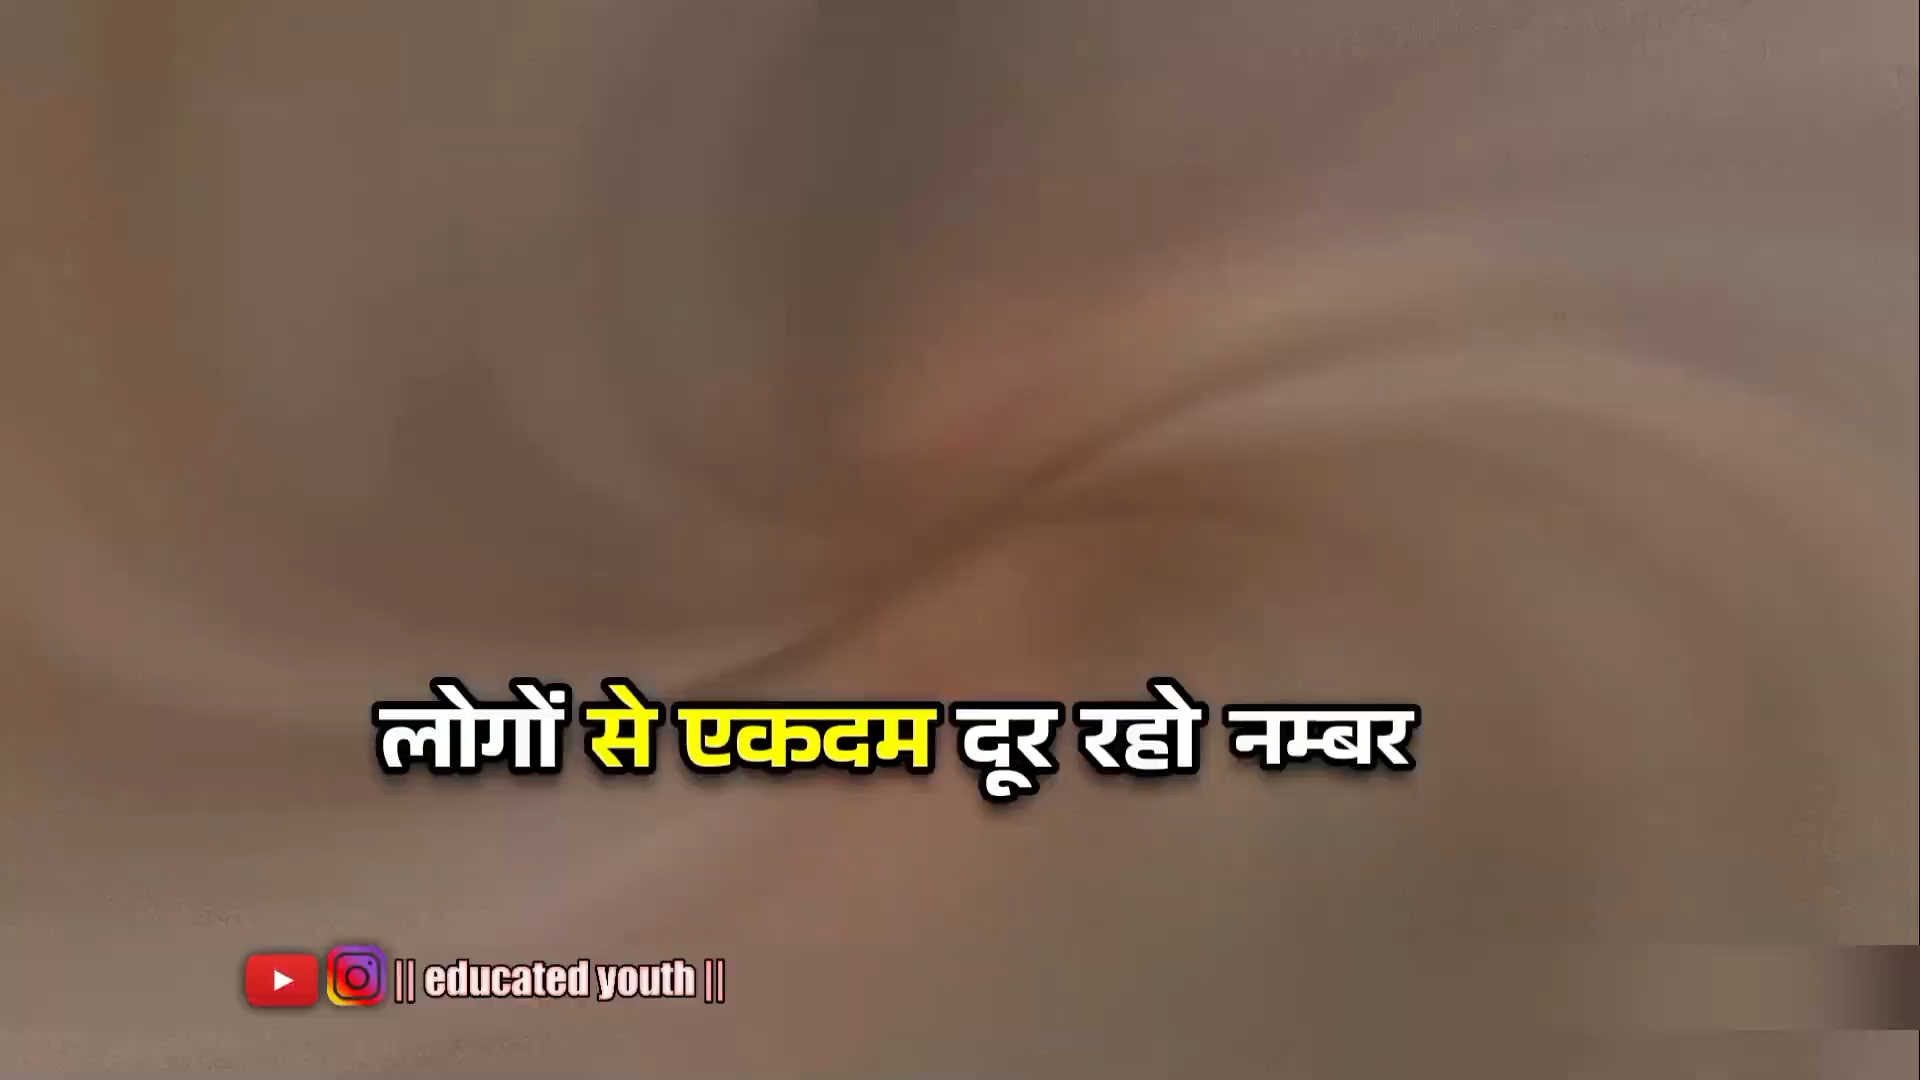 लोगों से एकदम दूर रहो नम्बर
|| educated youth ||